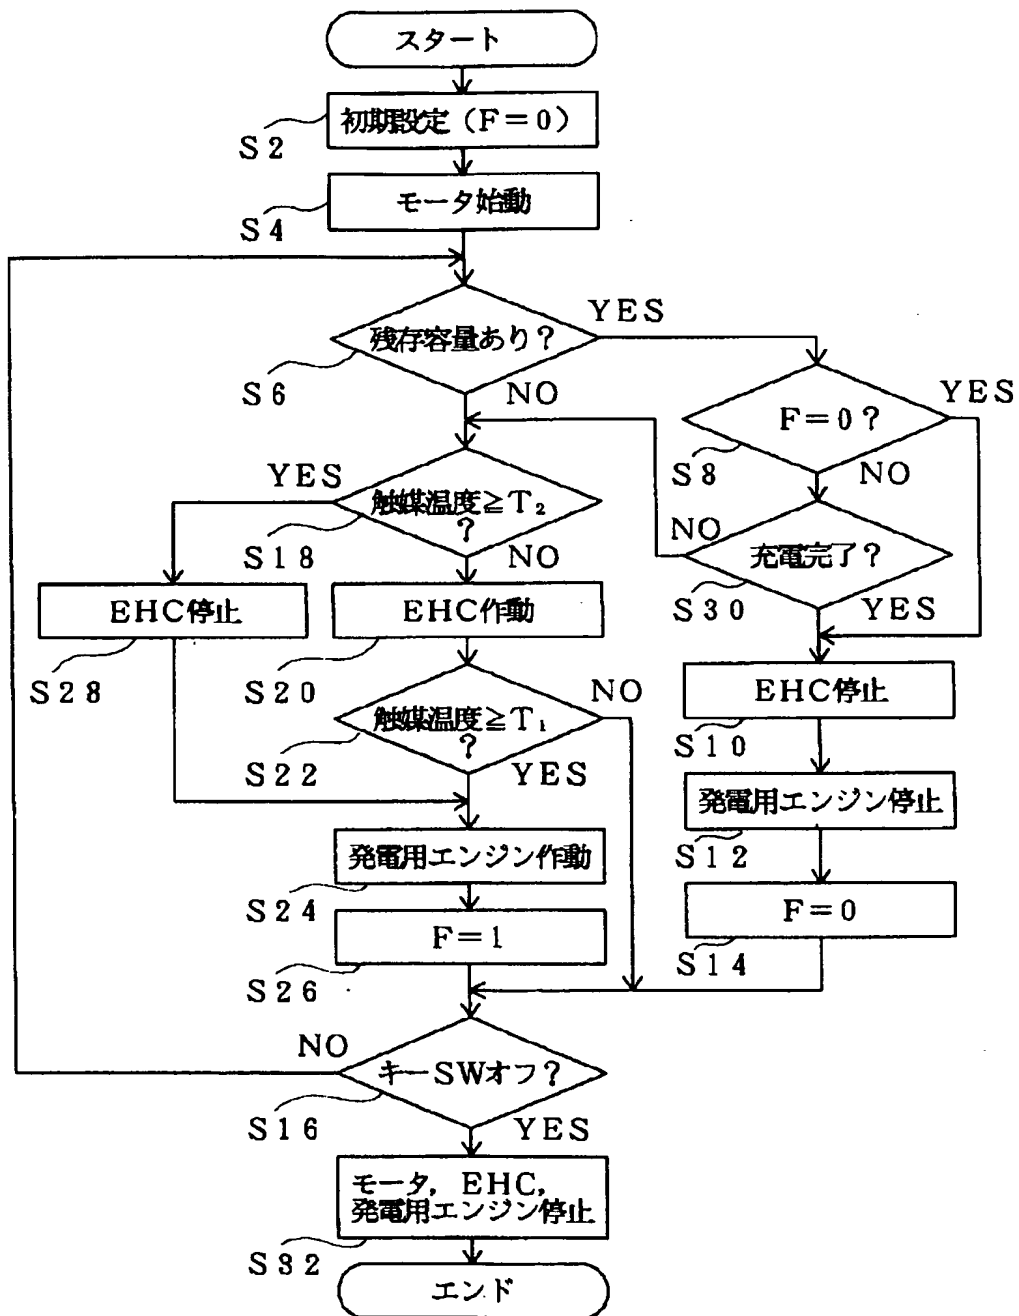 スタート
初期設定（F＝0）
S2
モータ始動
S4
残存容量あり？
YES
S6
NO
F＝0？
YES
S8
NO
YES
触媒温度≧T₂
？
S18
NO
NO
充電完了？
S30
YES
EHC停止
S28
EHC作動
S20
EHC停止
S10
触媒温度≧T₁
？
NO
S22
YES
発電用エンジン停止
S12
発電用エンジン作動
S24
F＝0
S14
F＝1
S26
NO
キーSWオフ？
S16
YES
モータ，EHC，
発電用エンジン停止
S32
エンド